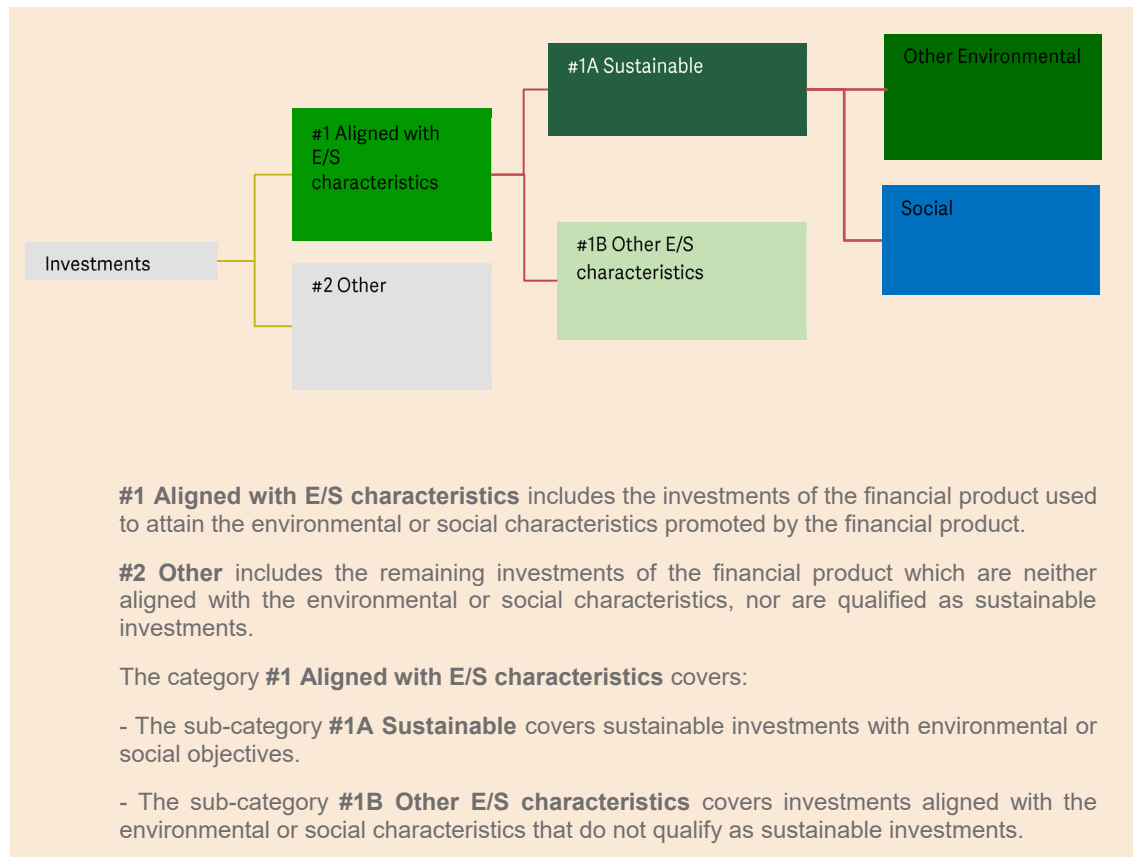 Investments
#1 Aligned with
E/S
characteristics
#2 Other
#1A Sustainable
#1B Other E/S
characteristics
Other Environmental
Social
#1 Aligned with E/S characteristics includes the investments of the financial product used
to attain the environmental or social characteristics promoted by the financial product.
#2 Other includes the remaining investments of the financial product which are neither
aligned with the environmental or social characteristics, nor are qualified as sustainable
investments.
The category #1 Aligned with E/S characteristics covers:
- The sub-category #1A Sustainable covers sustainable investments with environmental or
social objectives.
- The sub-category #1B Other E/S characteristics covers investments aligned with the
environmental or social characteristics that do not qualify as sustainable investments.